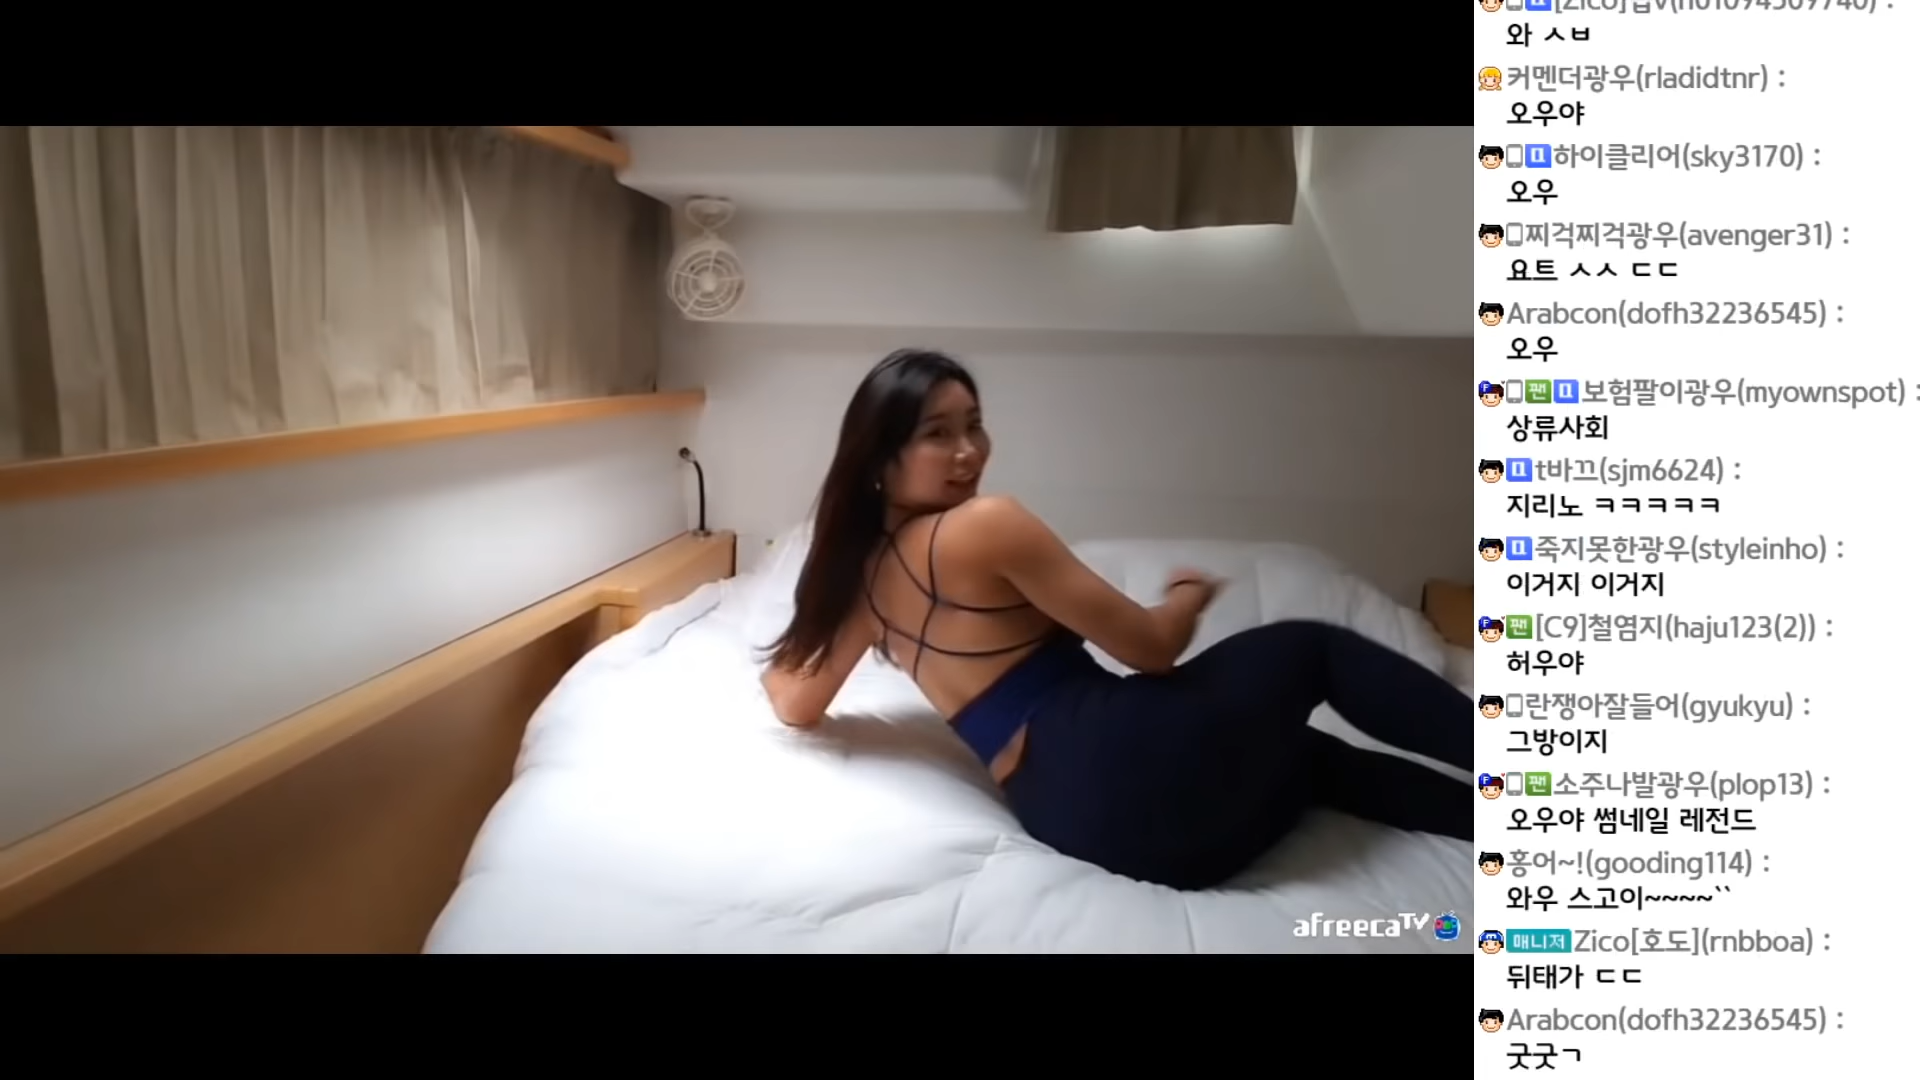 와 ㅅㅂ
커멘더광우(rladidtnr) :
오우야
하이클리어(sky3170) :
오우
찌걱찌걱광우(avenger31) :
요트 ㅅㅅ ㄷㄷ
Arabcon(dofh32236545) :
오우
팬 보험팔이광우(myownspot) :
상류사회
t바끄(sjm6624) :
지리노 ㅋㅋㅋㅋㅋ
죽지못한광우(styleinho) :
이거지 이거지
팬 [C9]철염지(haju123(2)) :
허우야
란쟁아잘들어(gyukyu) :
그방이지
팬 소주나발광우(plop13) :
오우야 썸네일 레전드
홍어~!(gooding114) :
와우 스고이~~~~``
매니저 Zico[호도](rnbboa) :
뒤태가 ㄷㄷ
Arabcon(dofh32236545) :
굿굿ㄱ
afreecaTV